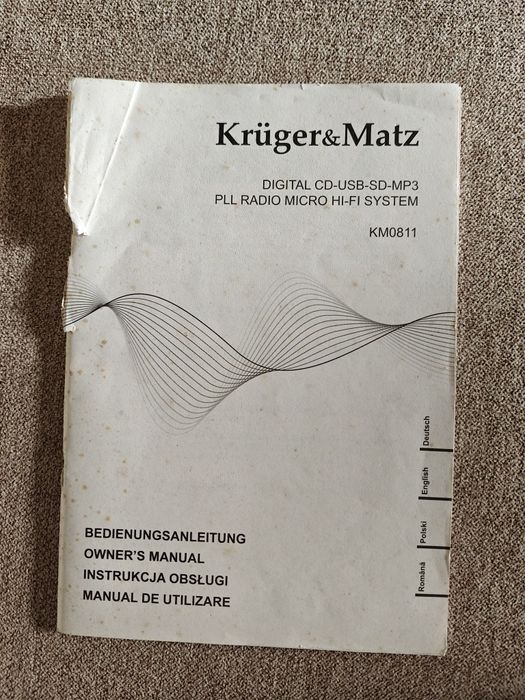 Krüger&Matz
DIGITAL CD-USB-SD-MP3
PLL RADIO MICRO HI-FI SYSTEM
KM0811
Deutsch
English
Polski
Română
BEDIENUNGSANLEITUNG
OWNER'S MANUAL
INSTRUKCJA OBSŁUGI
MANUAL DE UTILIZARE